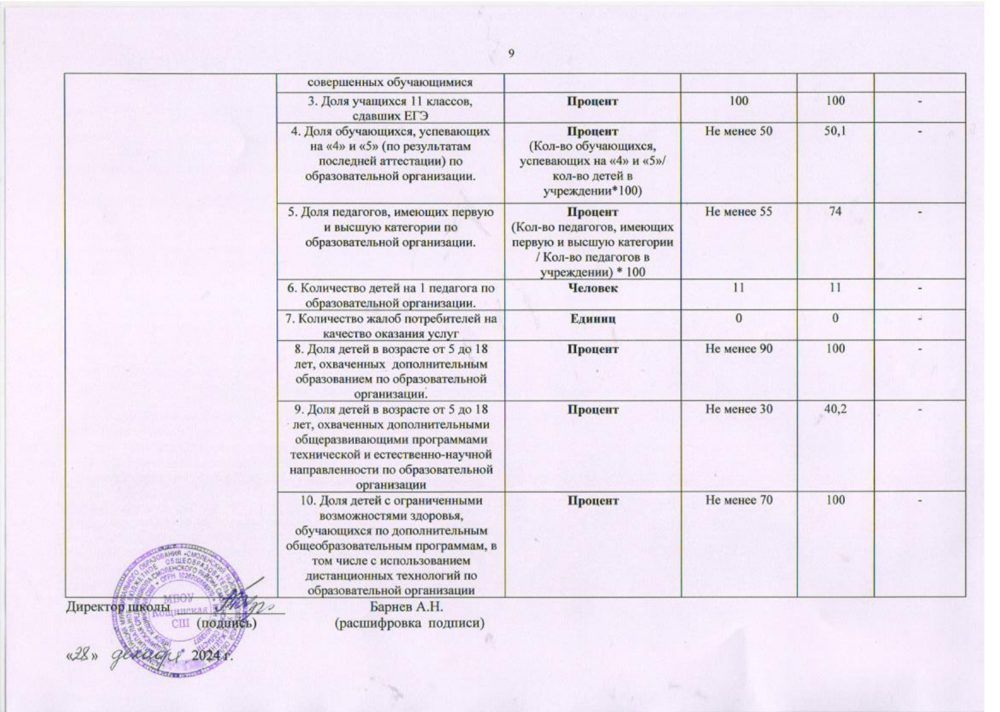 9
совершенных обучающимися
3. Доля учащихся 11 классов,
сдавших ЕГЭ
Процент
100
100
-
4. Доля обучающихся, успевающих
на «4» и «5» (по результатам
последней аттестации) по
образовательной организации.
Процент
(Кол-во обучающихся,
успевающих на «4» и «5»/
кол-во детей в
учреждении*100)
Не менее 50
50,1
-
5. Доля педагогов, имеющих первую
и высшую категории по
образовательной организации.
Процент
(Кол-во педагогов, имеющих
первую и высшую категории
/ Кол-во педагогов в
учреждении) * 100
Не менее 55
74
-
6. Количество детей на 1 педагога по
образовательной организации.
Человек
11
11
-
7. Количество жалоб потребителей на
качество оказания услуг
Единиц
0
0
-
8. Доля детей в возрасте от 5 до 18
лет, охваченных дополнительным
образованием по образовательной
организации.
Процент
Не менее 90
100
-
9. Доля детей в возрасте от 5 до 18
лет, охваченных дополнительными
общеразвивающими программами
технической и естественно-научной
направленности по образовательной
организации
Процент
Не менее 30
40,2
-
10. Доля детей с ограниченными
возможностями здоровья,
обучающихся по дополнительным
общеобразовательным программам, в
том числе с использованием
дистанционных технологий по
образовательной организации
Процент
Не менее 70
100
-
МБОУ
Кощинская
СШ
Директор школы
Барнев А.Н.
(подпись)
(расшифровка подписи)
«28» декабря 2024 г.